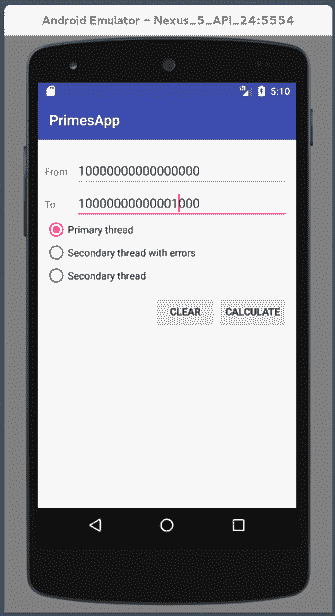 Android Emulator - Nexus_5_API_24:5554
5:10
PrimesApp
From 10000000000000000
To 10000000000001000
Primary thread
Secondary thread with errors
Secondary thread
CLEAR CALCULATE